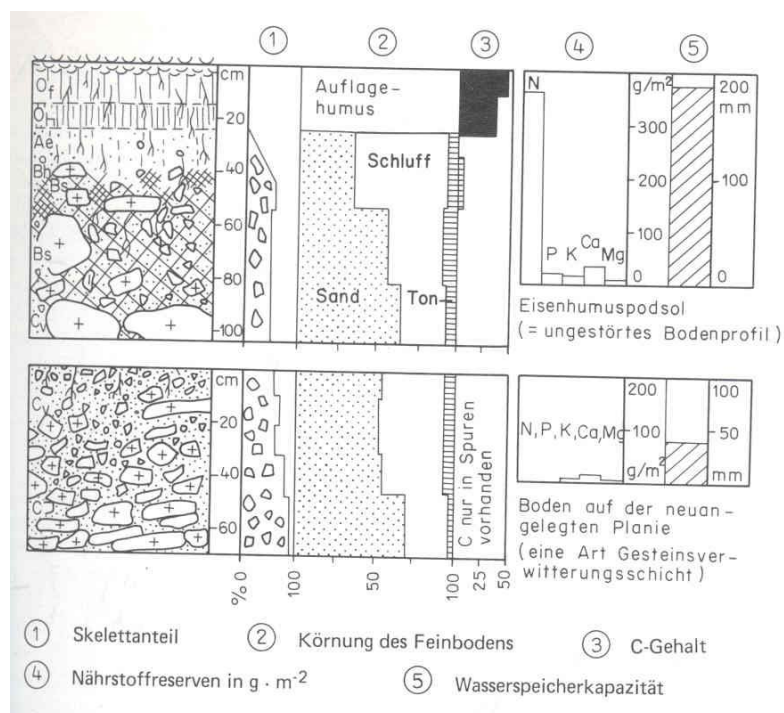 ① ② ③ ④ ⑤
cm
20
40
60
80
100
Of
Oh
Ae
Bh
Bs
Bs
Cv
Auflage-
humus
Schluff
Sand
Ton
N
P K Ca Mg
g/m²
300
200
100
0
200
mm
100
0
Eisenhumuspodsol
(= ungestörtes Bodenprofil)
cm
20
40
60
C nur in Spuren
vorhanden
N,P,K,Ca,Mg
200
100
g/m²
100
50
mm
Boden auf der neuan-
gelegten Planie
(eine Art Gesteinsver-
witterungsschicht)
% 0 100 50 100 25 50
① Skelettanteil ② Körnung des Feinbodens ③ C-Gehalt
④ Nährstoffreserven in g · m-2 ⑤ Wasserspeicherkapazität